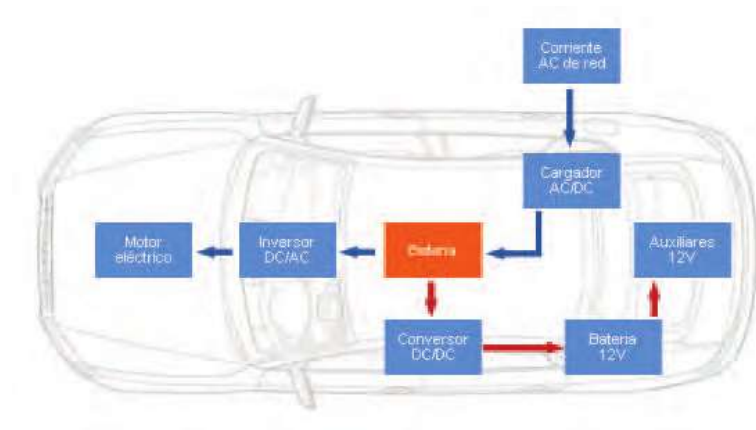 Corriente
AC de red
Cargador
AC/DC
Motor
eléctrico
Inversor
DC/AC
Batería
Auxiliares
12V
Conversor
DC/DC
Bateria
12V